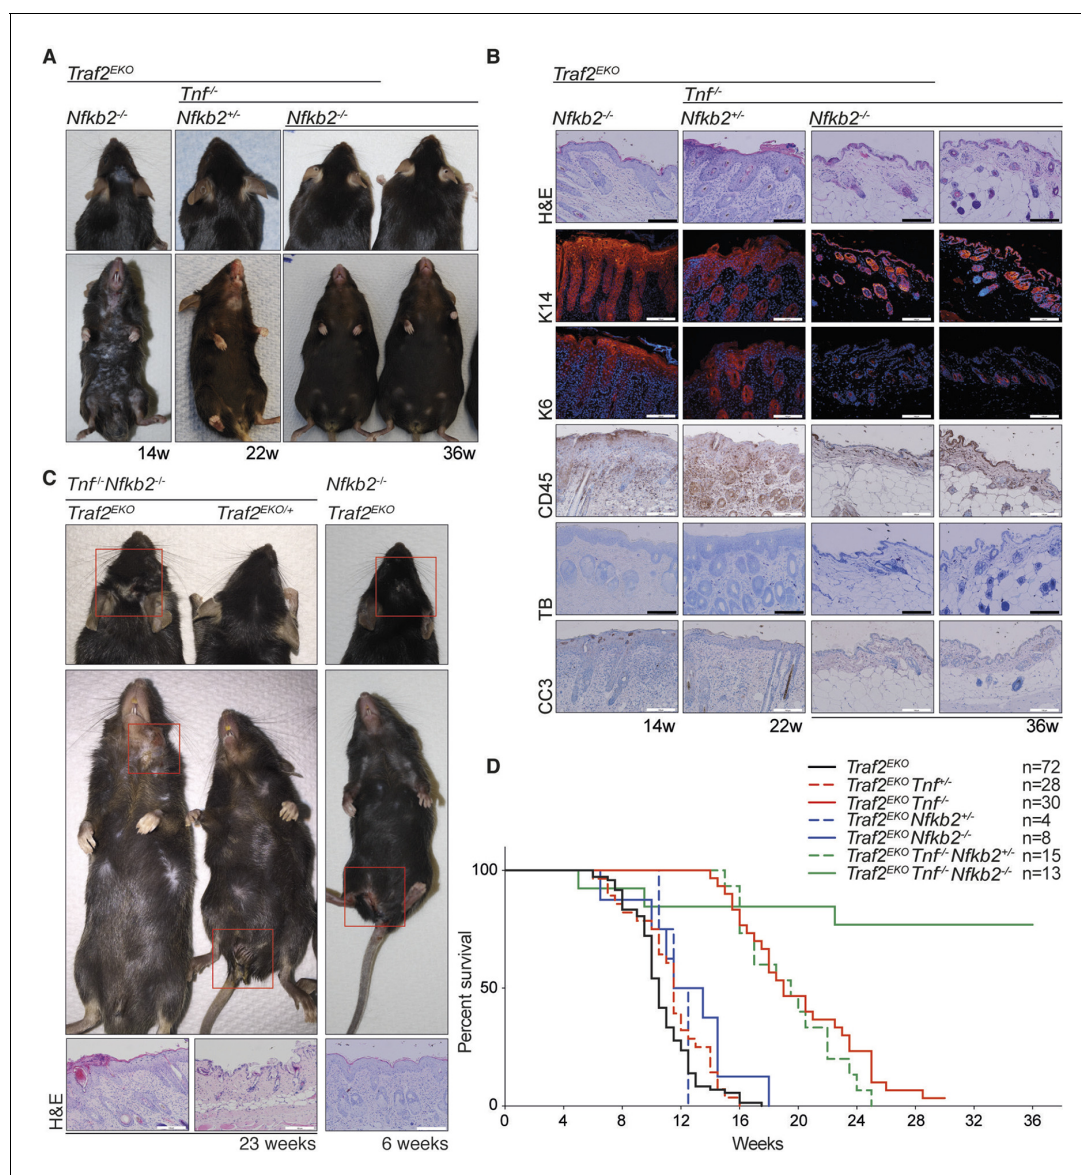 A
Traf2EKO
Tnf-/-
Nfkb2-/- Nfkb2+/- Nfkb2-/-
14w 22w 36w
B
Traf2EKO
Tnf-/-
Nfkb2-/- Nfkb2+/- Nfkb2-/-
H&E
K14
K6
CD45
TB
CC3
14w 22w 36w
C
Tnf-/-Nfkb2-/- Nfkb2-/-
Traf2EKO Traf2EKO/+ Traf2EKO
H&E
23 weeks 6 weeks
D
Traf2EKO n=72
Traf2EKO Tnf+/- n=28
Traf2EKO Tnf-/- n=30
Traf2EKO Nfkb2+/- n=4
Traf2EKO Nfkb2-/- n=8
Traf2EKO Tnf-/- Nfkb2+/- n=15
Traf2EKO Tnf-/- Nfkb2-/- n=13
Percent survival
100
50
0
0 4 8 12 16 20 24 28 32 36
Weeks